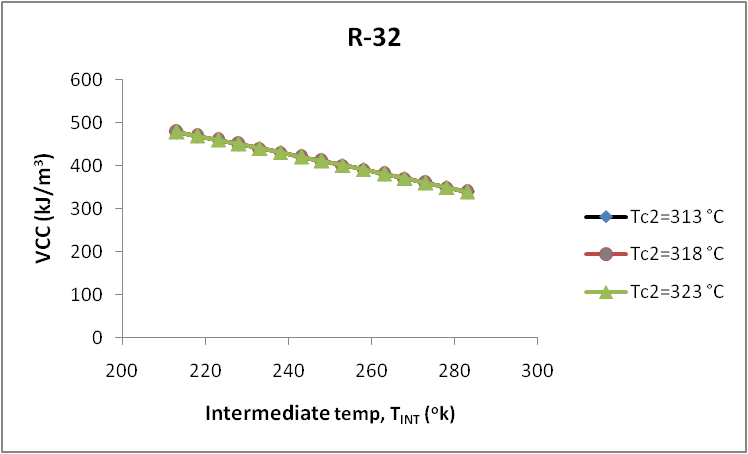 R-32
600
500
400
300
200
100
0
VCC (kJ/m³)
200 220 240 260 280 300
Intermediate temp, T_INT (°k)
Tc2=313 °C
Tc2=318 °C
Tc2=323 °C